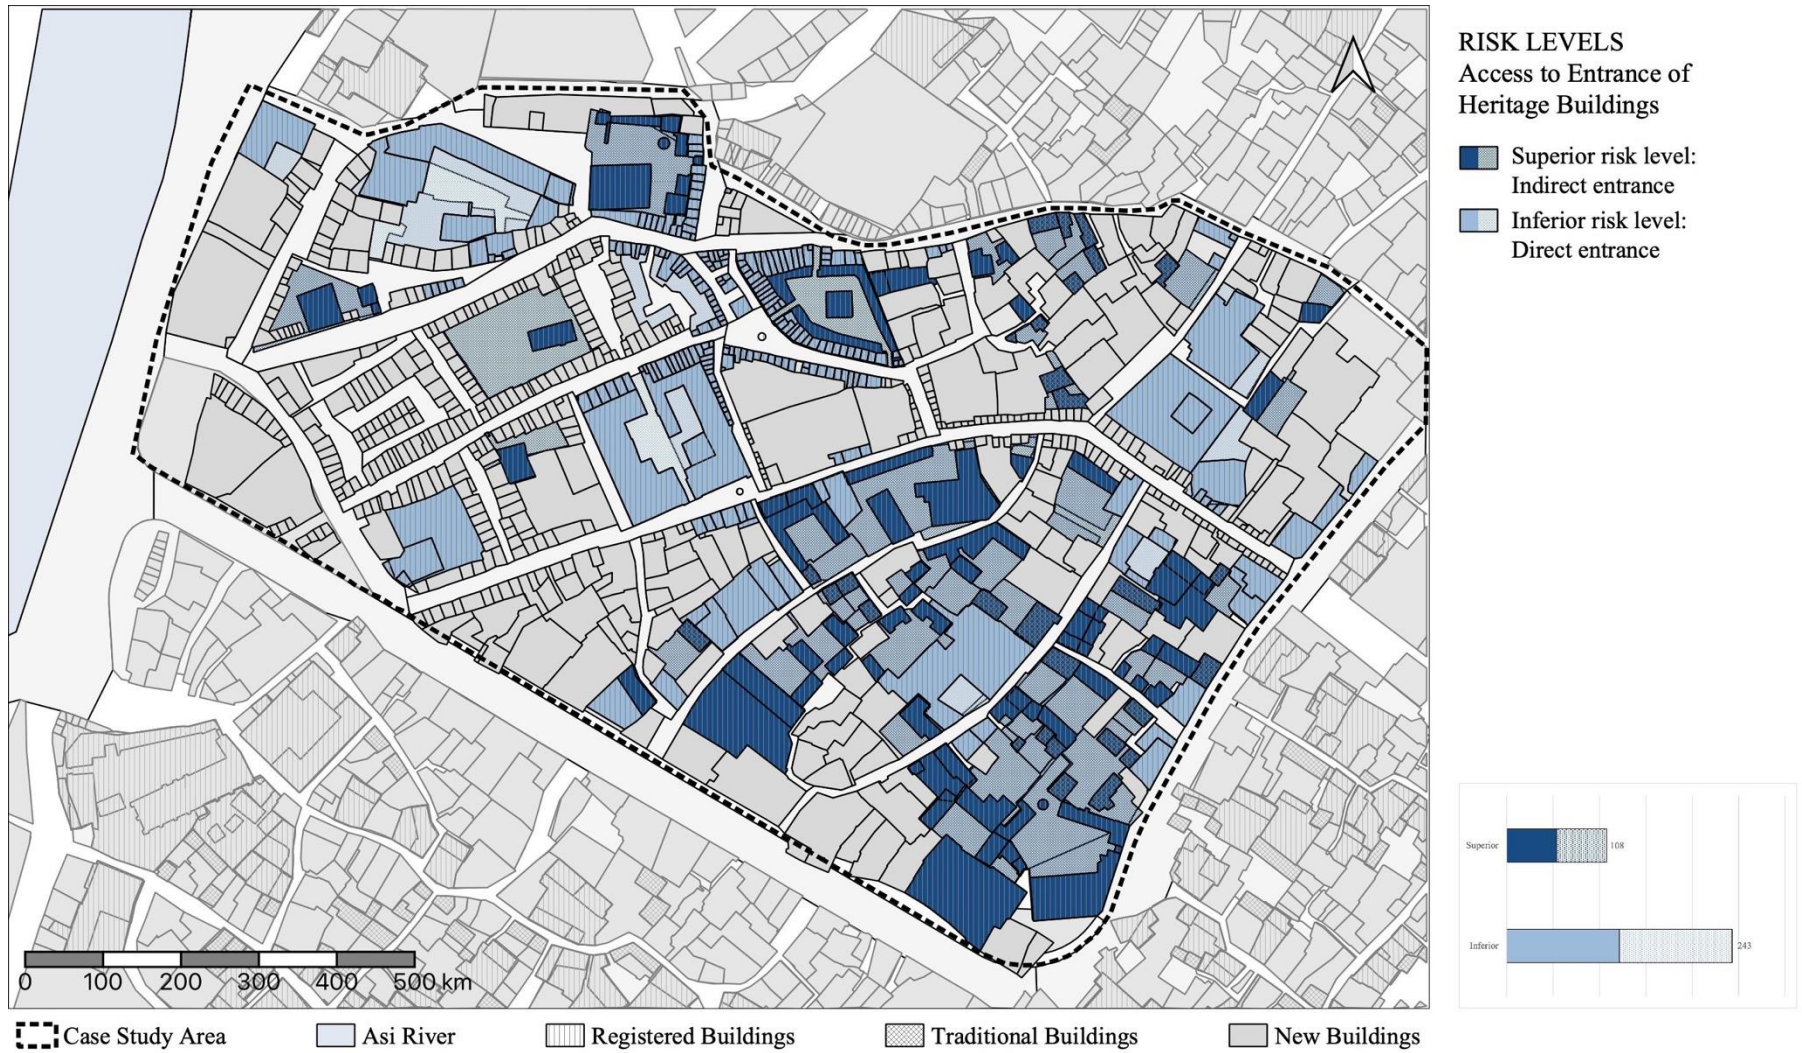 RISK LEVELS
Access to Entrance of
Heritage Buildings
Superior risk level:
Indirect entrance
Inferior risk level:
Direct entrance
Superior
108
Inferior
243
0 100 200 300 400 500 km
Case Study Area
Asi River
Registered Buildings
Traditional Buildings
New Buildings